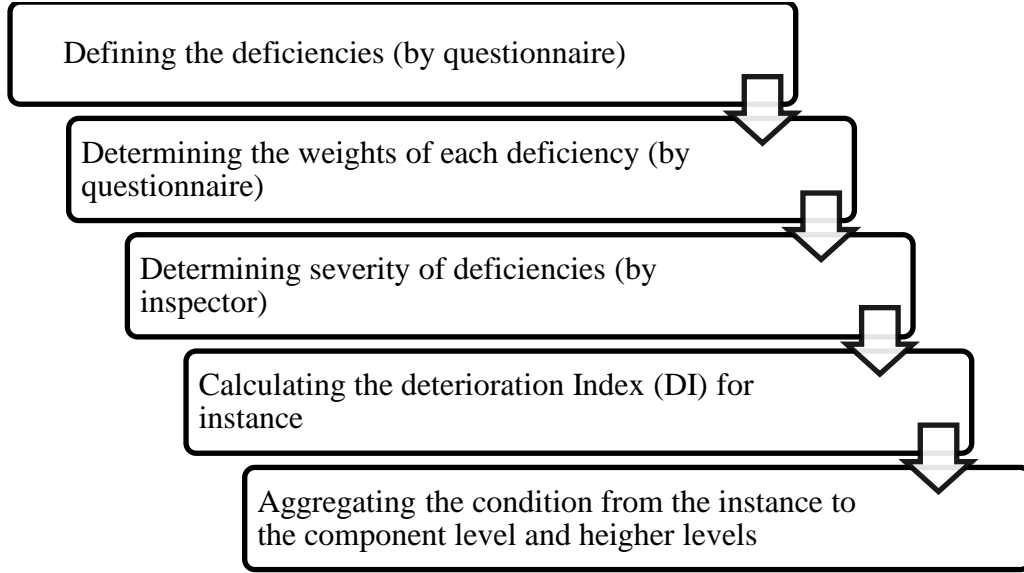 Defining the deficiencies (by questionnaire)
Determining the weights of each deficiency (by
questionnaire)
Determining severity of deficiencies (by
inspector)
Calculating the deterioration Index (DI) for
instance
Aggregating the condition from the instance to
the component level and heigher levels